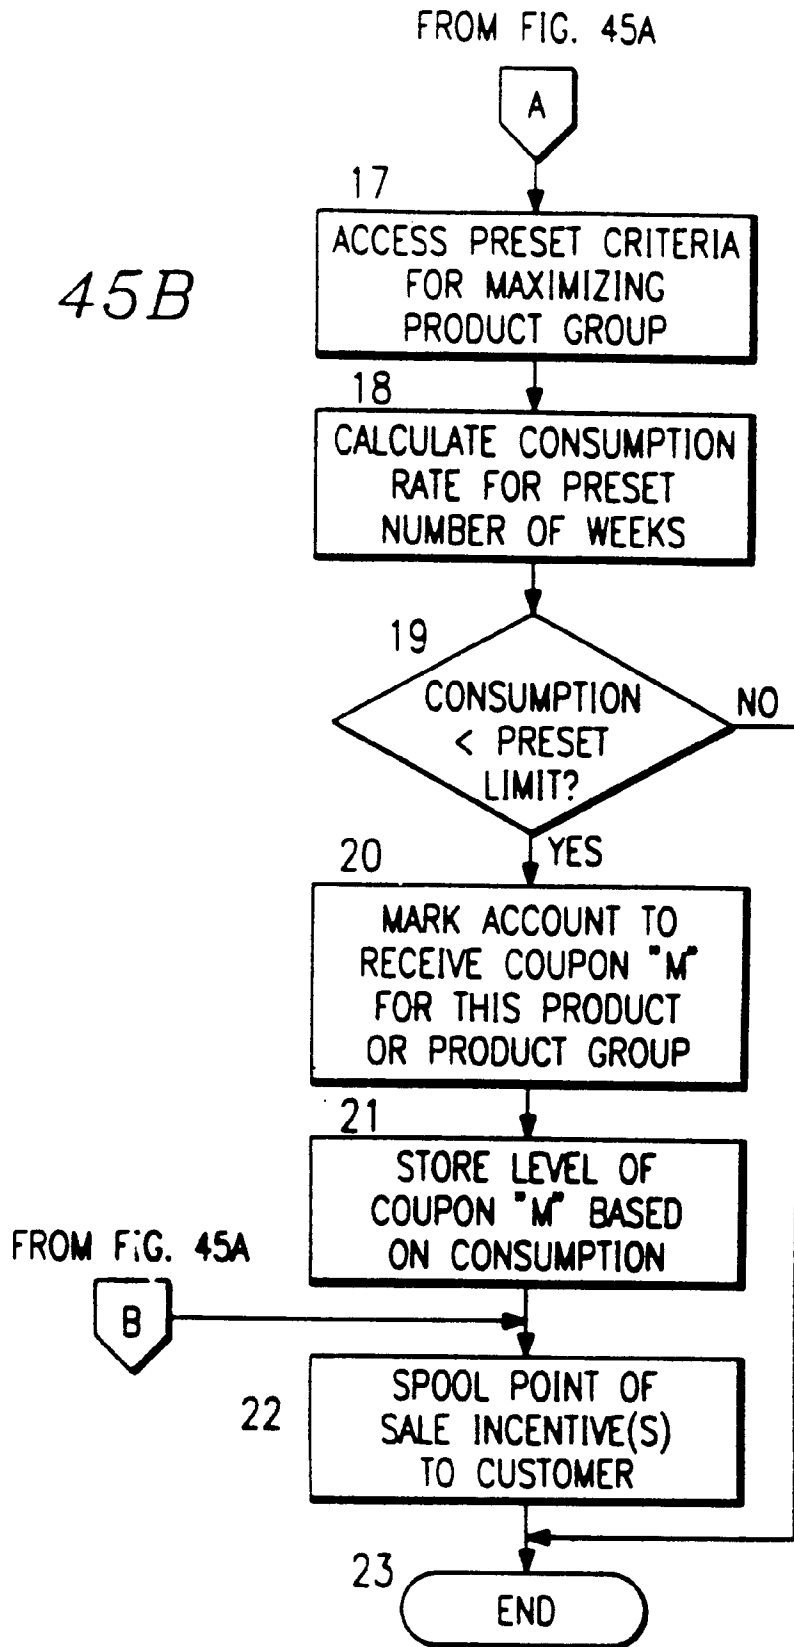 FROM FIG. 45A
A
17
ACCESS PRESET CRITERIA
FOR MAXIMIZING
PRODUCT GROUP
45B
18
CALCULATE CONSUMPTION
RATE FOR PRESET
NUMBER OF WEEKS
19
CONSUMPTION
< PRESET
LIMIT?
NO
YES
20
MARK ACCOUNT TO
RECEIVE COUPON "M"
FOR THIS PRODUCT
OR PRODUCT GROUP
21
STORE LEVEL OF
COUPON "M" BASED
ON CONSUMPTION
FROM FIG. 45A
B
22
SPOOL POINT OF
SALE INCENTIVE(S)
TO CUSTOMER
23
END